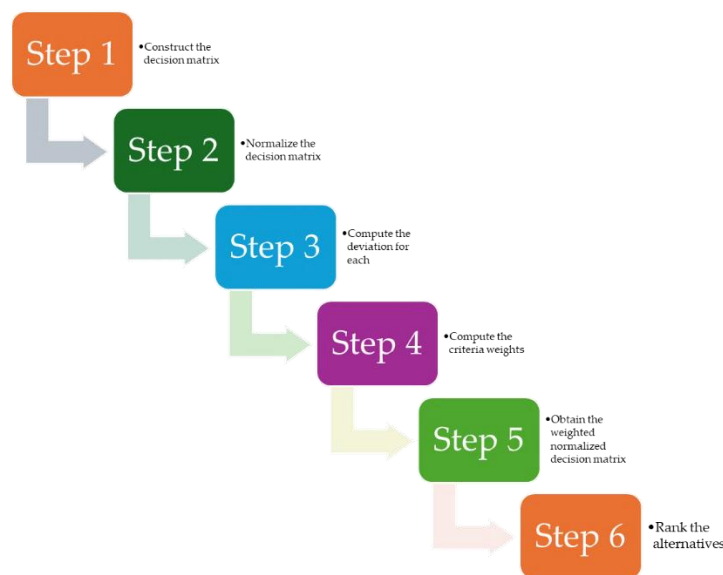 Step 1
•Construct the
decision matrix
Step 2
•Normalize the
decision matrix
Step 3
•Compute the
deviation for
each
Step 4
•Compute the
criteria weights
Step 5
•Obtain the
weighted
normalized
decision matrix
Step 6
•Rank the
alternatives